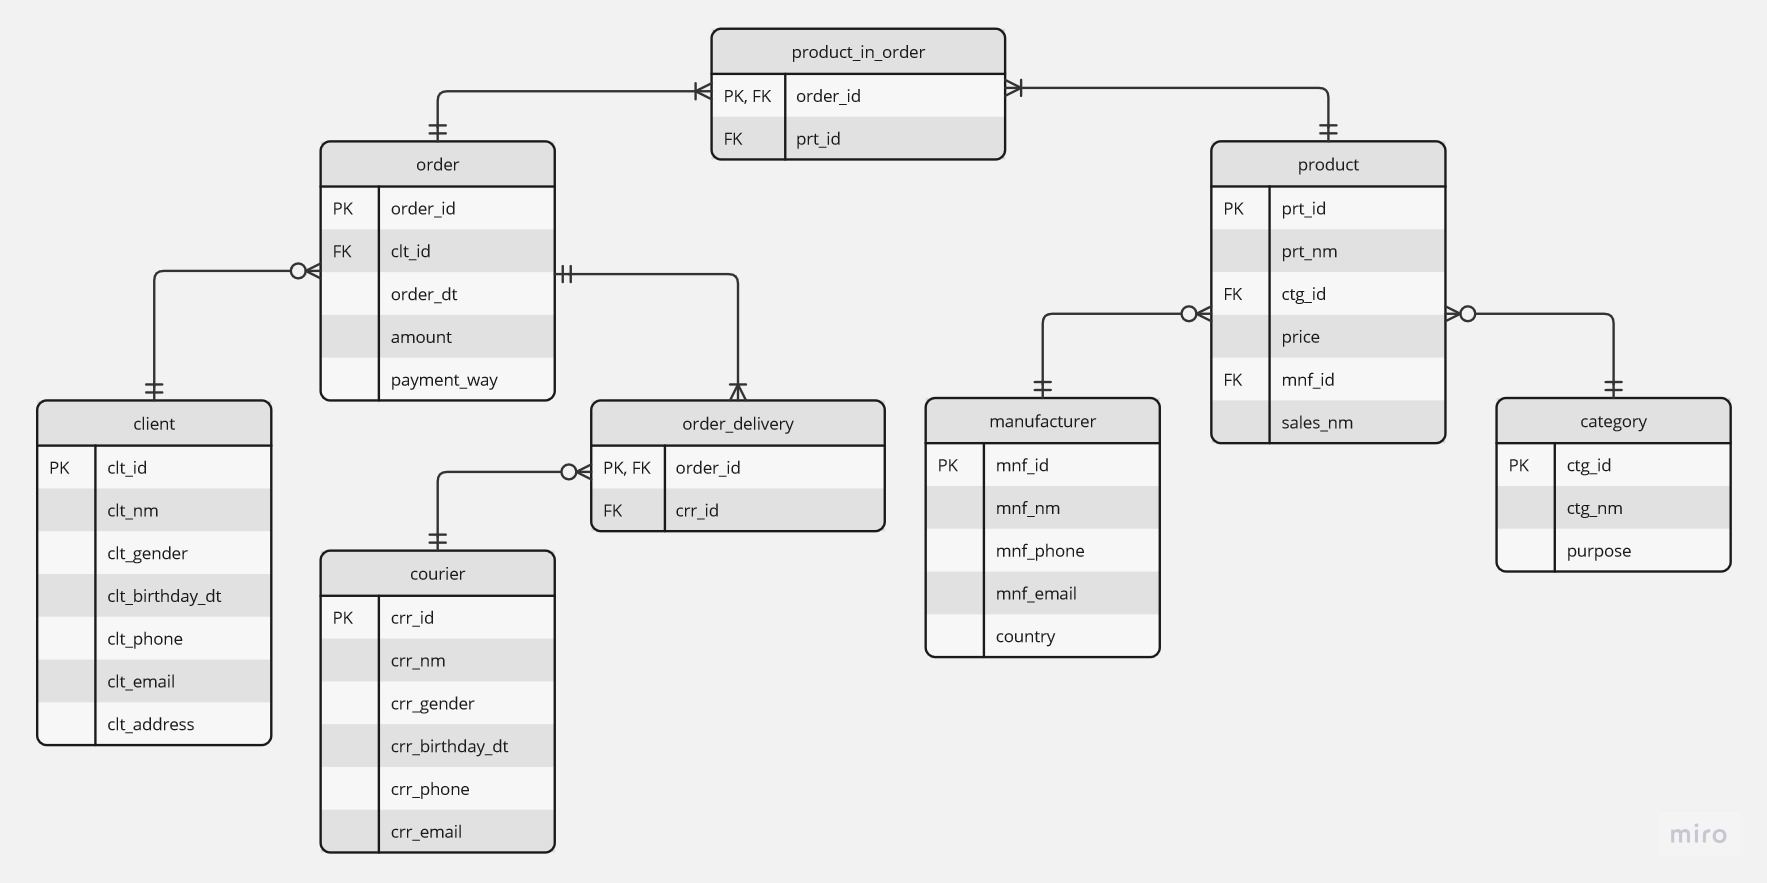 product_in_order
PK, FK order_id
FK prt_id
order
PK order_id
FK clt_id
order_dt
amount
payment_way
product
PK prt_id
prt_nm
FK ctg_id
price
FK mnf_id
sales_nm
client
PK clt_id
clt_nm
clt_gender
clt_birthday_dt
clt_phone
clt_email
clt_address
order_delivery
PK, FK order_id
FK crr_id
manufacturer
PK mnf_id
mnf_nm
mnf_phone
mnf_email
country
category
PK ctg_id
ctg_nm
purpose
courier
PK crr_id
crr_nm
crr_gender
crr_birthday_dt
crr_phone
crr_email
miro